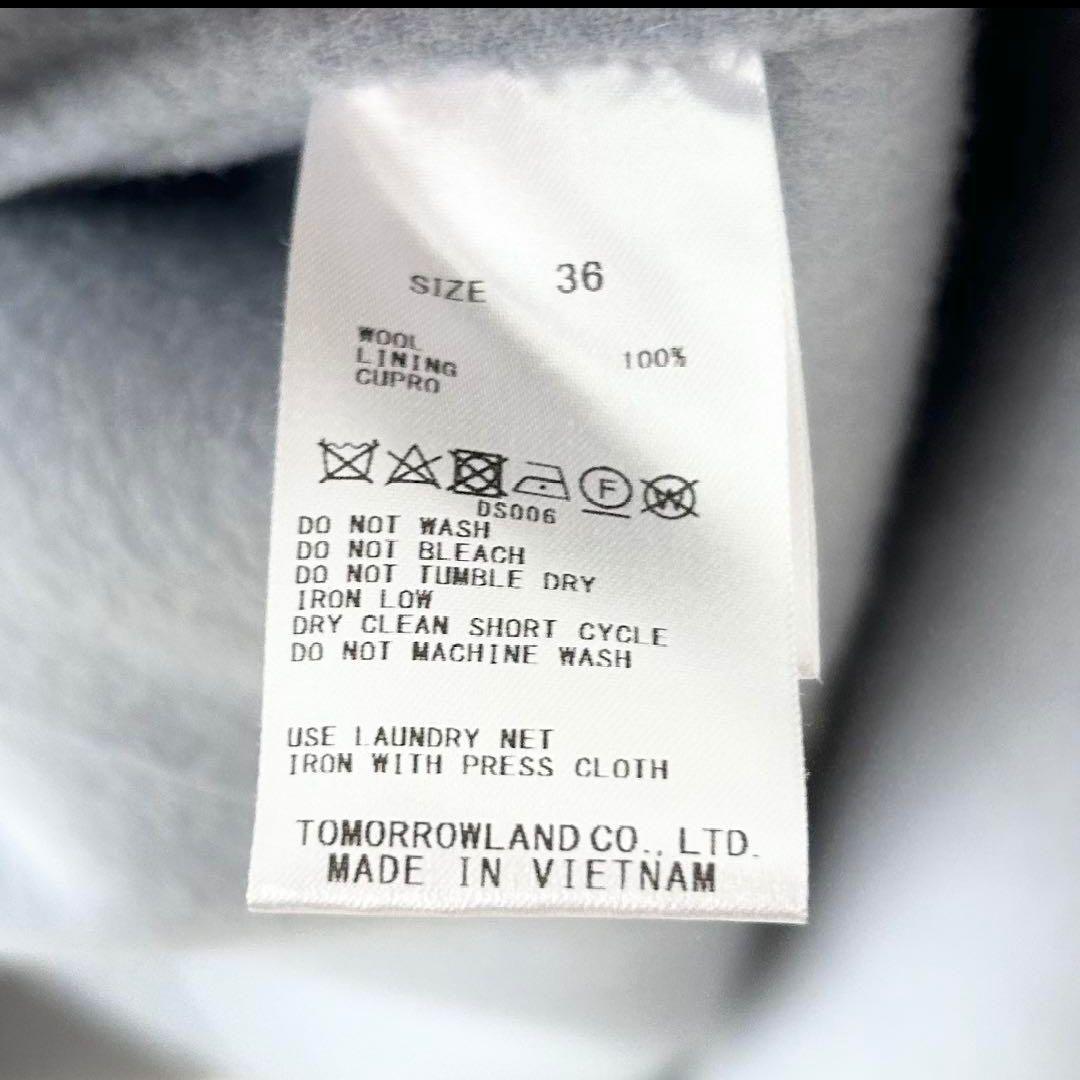 SIZE 36
WOOL 100%
LINING
CUPRO
F W
DS006
DO NOT WASH
DO NOT BLEACH
DO NOT TUMBLE DRY
IRON LOW
DRY CLEAN SHORT CYCLE
DO NOT MACHINE WASH
USE LAUNDRY NET
IRON WITH PRESS CLOTH
TOMORROWLAND CO., LTD.
MADE IN VIETNAM